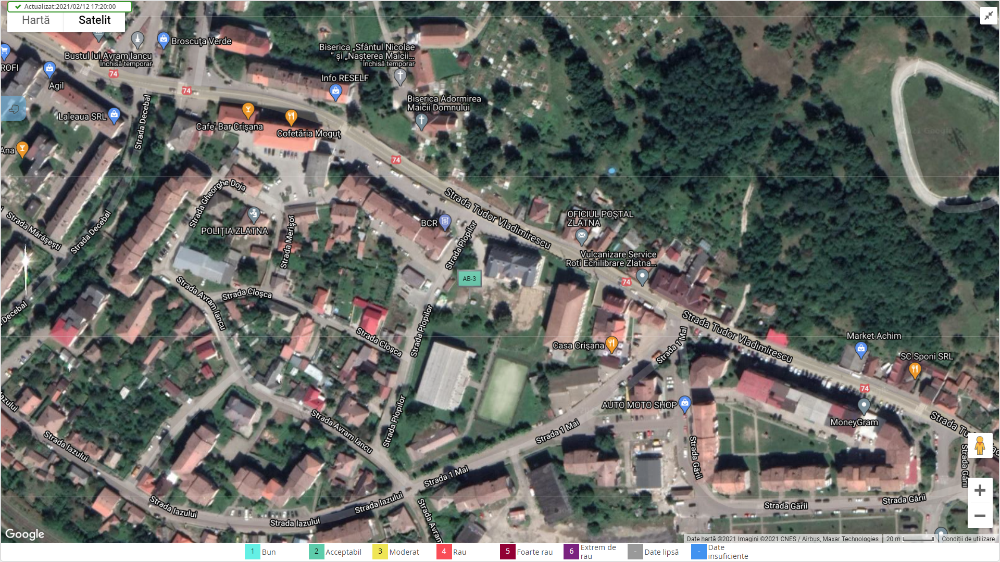 Actualizat:2021/02/12 17:20:00
Hartă
Satelit
Broscuța Verde
Bustul lui Avram Iancu
Închisă temporar
ROFI
Agil
74
74
Biserica „Sfântul Nicolae
” și „Nașterea Maicii...
Închisă temporar
Info RESELF
Biserica Adormirea
Maicii Domnului
Laleaua SRL
Strada Decebal
Cafe' Bar Crișana
Cofetăria Moguț
Ana
74
Strada Gheorghe Doja
Strada Tudor Vladimirescu
POLIȚIA ZLATNA
Strada Mărășești
Strada Decebal
Strada Merișor
BCR
Strada Plopilor
OFICIUL POȘTAL
ZLATNA
Vulcanizare Service
Roti Echilibrare Zlatna...
AB-3
74
Strada Avram Iancu
Strada Cloșca
Decebal
Strada Plopilor
Strada Cloșca
Strada Tudor Vladimirescu
Casa Crișana
Strada 1 Mai
Market Achim
SC Sponi SRL
74
AUTO MOTO SHOP
MoneyGram
Strada Plopilor
Strada Avram Iancu
Strada 1 Mai
azului
Strada Iazului
Strada Gării
Strada Tu
Strada Gării
Strada 1 Mai
Strada Iazului
Strada Iazului
Strada Iazului
Strada Avram
Strada Gării
Strada Gării
Google
Date hartă ©2021 Imagini ©2021 CNES / Airbus, Maxar Technologies
20 m
Condiții de utilizare
1 Bun
2 Acceptabil
3 Moderat
4 Rau
5 Foarte rau
6 Extrem de
rau
- Date lipsă
- Date
insuficiente